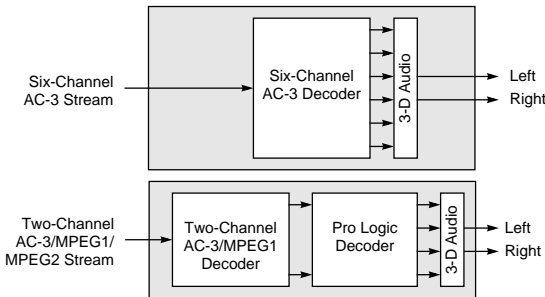 Six-Channel
AC-3 Stream
Six-Channel
AC-3 Decoder
3-D Audio
Left
Right
Two-Channel
AC-3/MPEG1/
MPEG2 Stream
Two-Channel
AC-3/MPEG1
Decoder
Pro Logic
Decoder
3-D Audio
Left
Right